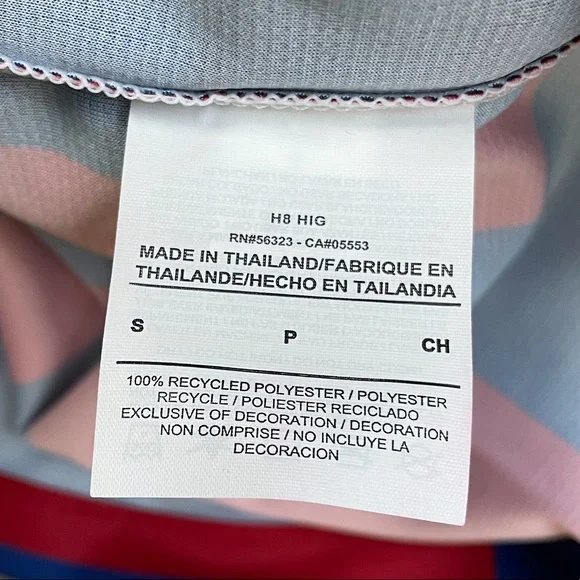 H8 HIG
RN#56323 - CA#05553
MADE IN THAILAND/FABRIQUE EN
THAILANDE/HECHO EN TAILANDIA
S P CH
100% RECYCLED POLYESTER / POLYESTER
RECYCLE / POLIESTER RECICLADO
EXCLUSIVE OF DECORATION / DECORATION
NON COMPRISE / NO INCLUYE LA
DECORACION